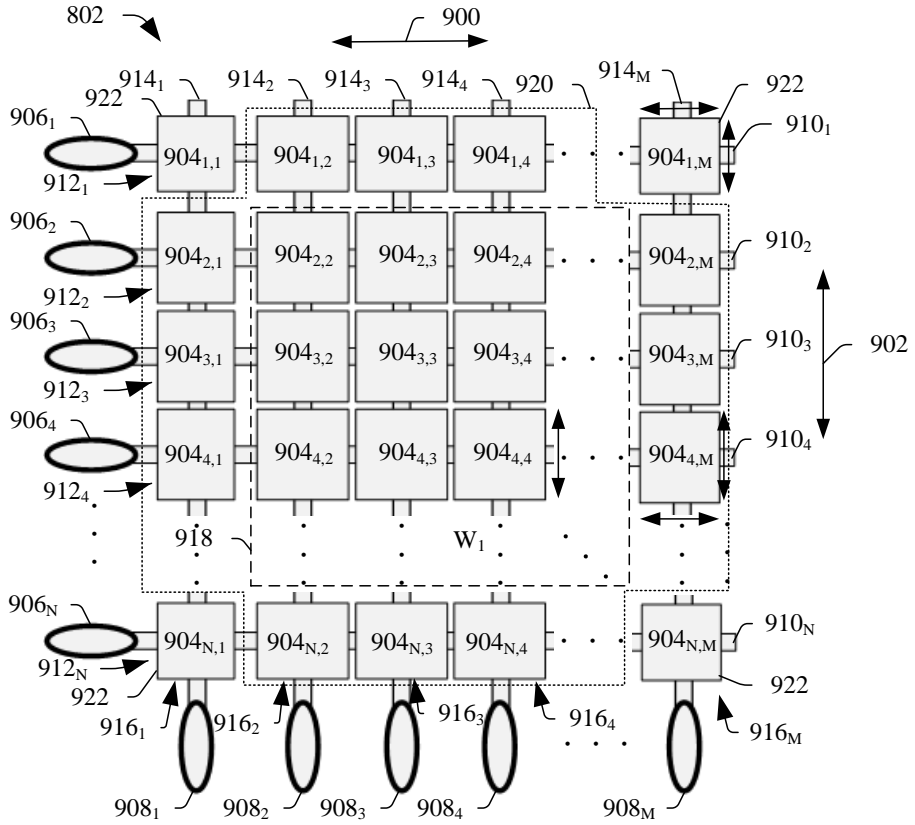 802
900
914₁ 914₂ 914₃ 914₄ 920 914M
922 922
906₁ 904₁,₁ 904₁,₂ 904₁,₃ 904₁,₄ . . . 904₁,M 910₁
912₁
906₂ 904₂,₁ 904₂,₂ 904₂,₃ 904₂,₄ . . . 904₂,M 910₂
912₂
906₃ 904₃,₁ 904₃,₂ 904₃,₃ 904₃,₄ . . . 904₃,M 910₃
902
912₃
906₄ 904₄,₁ 904₄,₂ 904₄,₃ 904₄,₄ . . . 904₄,M 910₄
912₄
918 W₁
906N 904N,₁ 904N,₂ 904N,₃ 904N,₄ . . . 904N,M 910N
912N
922 922
916₁ 916₂ 916₃ 916₄ 916M
908₁ 908₂ 908₃ 908₄ . . . 908M